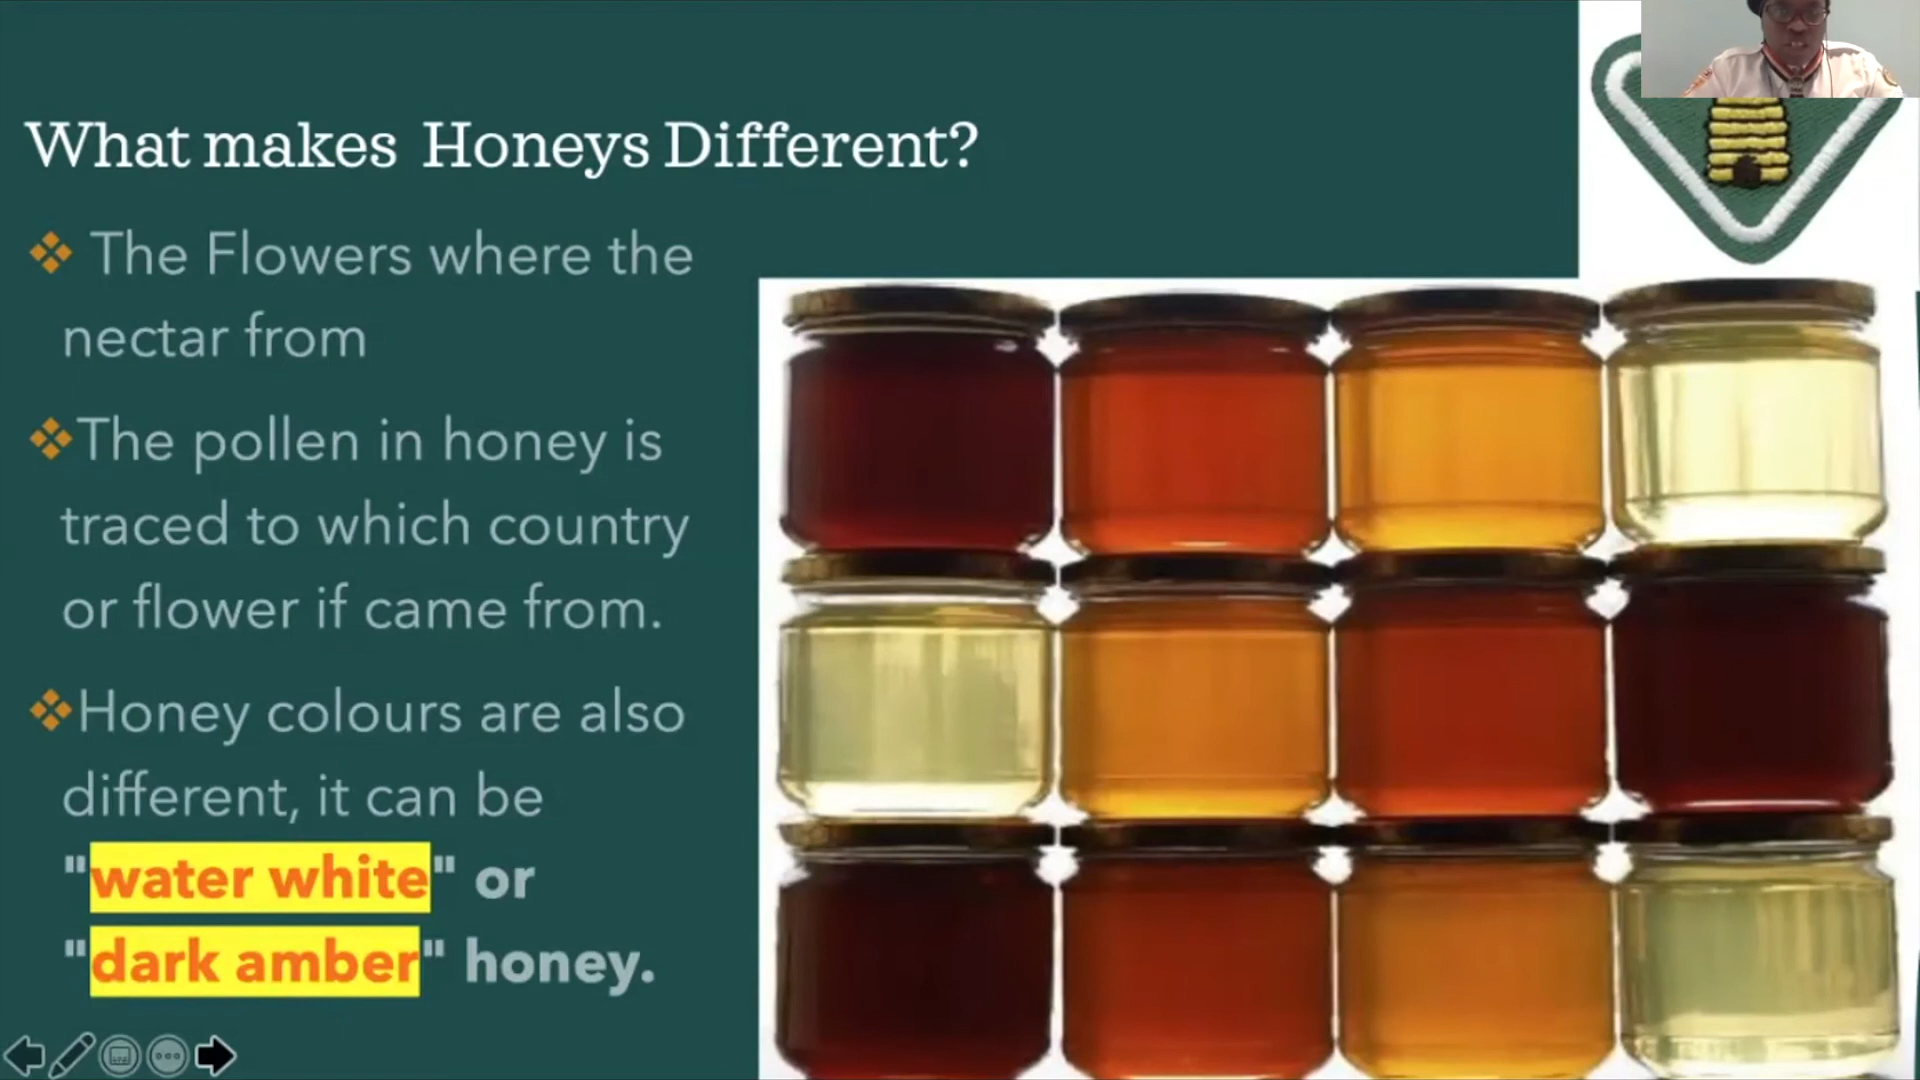 What makes Honeys Different?
❖ The Flowers where the
nectar from
❖The pollen in honey is
traced to which country
or flower if came from.
❖Honey colours are also
different, it can be
"water white" or
"dark amber" honey.